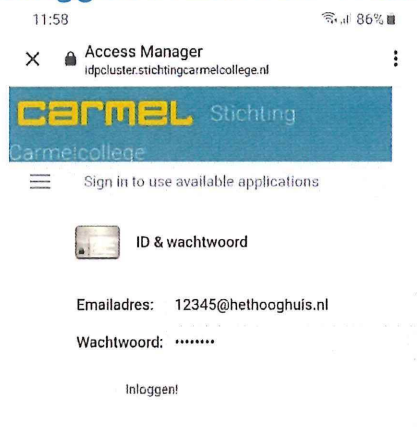 11:58 86%
Access Manager
idpcluster.stichtingcarmelcollege.nl
carmel Stichting
Carmelcollege
Sign in to use available applications
ID & wachtwoord
Emailadres: 12345@hethooghuis.nl
Wachtwoord: ••••••••
Inloggen!